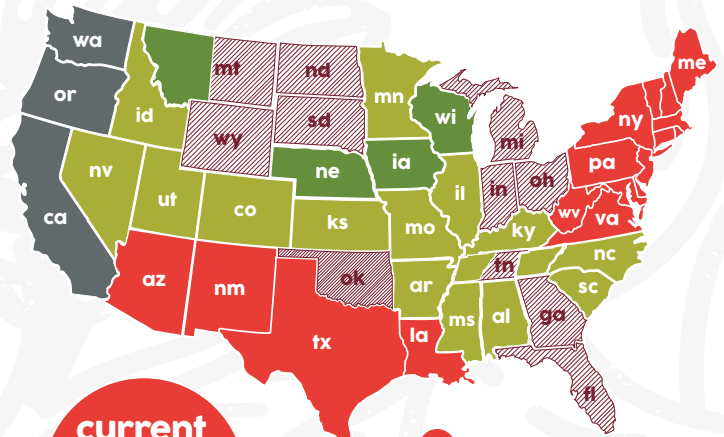 wa
mt
nd
me
or
mn
id
sd
wi
ny
wy
mi
nv
ne
ia
pa
ut
co
il
in
oh
ca
ks
mo
ky
wv
va
az
nm
ok
ar
tn
nc
sc
tx
la
ms
al
ga
fl
current